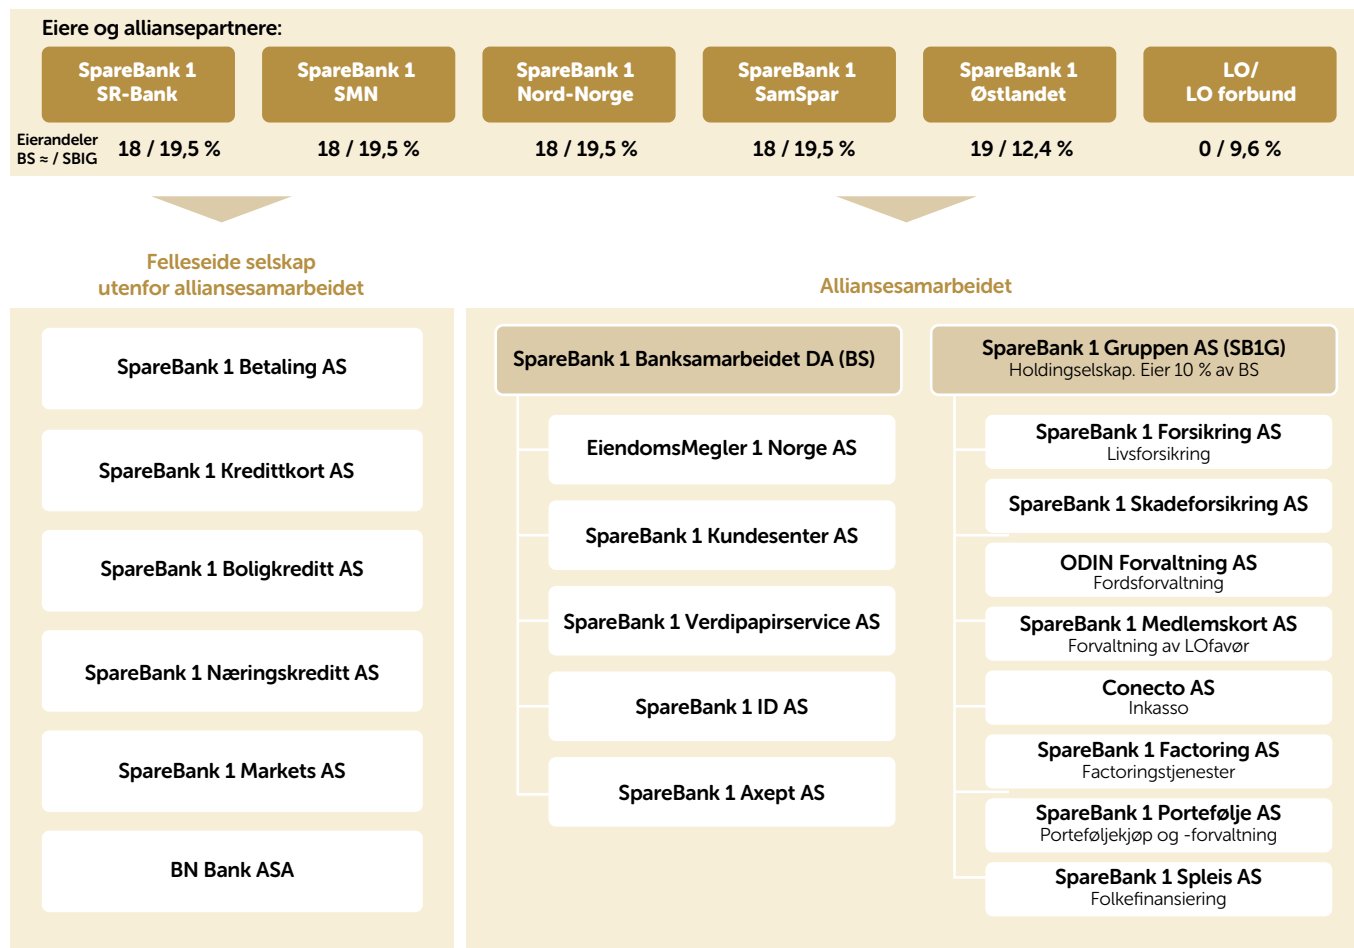 Eiere og alliansepartnere:
SpareBank 1
SR-Bank
SpareBank 1
SMN
SpareBank 1
Nord-Norge
SpareBank 1
SamSpar
SpareBank 1
Østlandet
LO/
LO forbund
Eierandeler
BS ≈ / SBIG
18 / 19,5 %
18 / 19,5 %
18 / 19,5 %
18 / 19,5 %
19 / 12,4 %
0 / 9,6 %
Felleseide selskap
utenfor alliansesamarbeidet
SpareBank 1 Betaling AS
SpareBank 1 Kredittkort AS
SpareBank 1 Boligkreditt AS
SpareBank 1 Næringskreditt AS
SpareBank 1 Markets AS
BN Bank ASA
Alliansesamarbeidet
SpareBank 1 Banksamarbeidet DA (BS)
EiendomsMegler 1 Norge AS
SpareBank 1 Kundesenter AS
SpareBank 1 Verdipapirservice AS
SpareBank 1 ID AS
SpareBank 1 Axept AS
SpareBank 1 Gruppen AS (SB1G)
Holdingselskap. Eier 10 % av BS
SpareBank 1 Forsikring AS
Livsforsikring
SpareBank 1 Skadeforsikring AS
ODIN Forvaltning AS
Fordsforvaltning
SpareBank 1 Medlemskort AS
Forvaltning av LOfavør
Conecto AS
Inkasso
SpareBank 1 Factoring AS
Factoringstjenester
SpareBank 1 Portefølje AS
Porteføljekjøp og -forvaltning
SpareBank 1 Spleis AS
Folkefinansiering